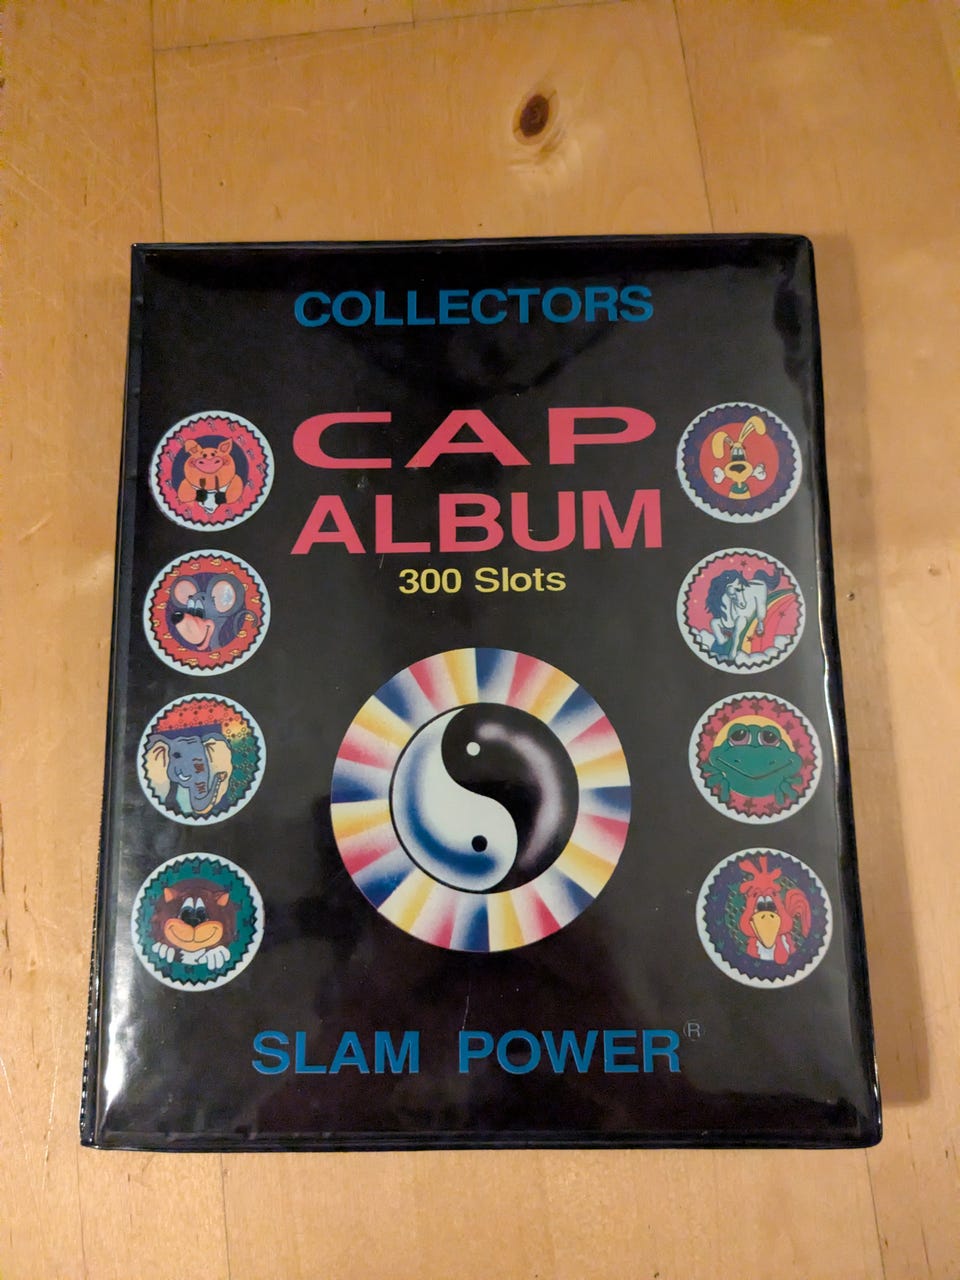 COLLECTORS
CAP
ALBUM
300 Slots
SLAM POWER®